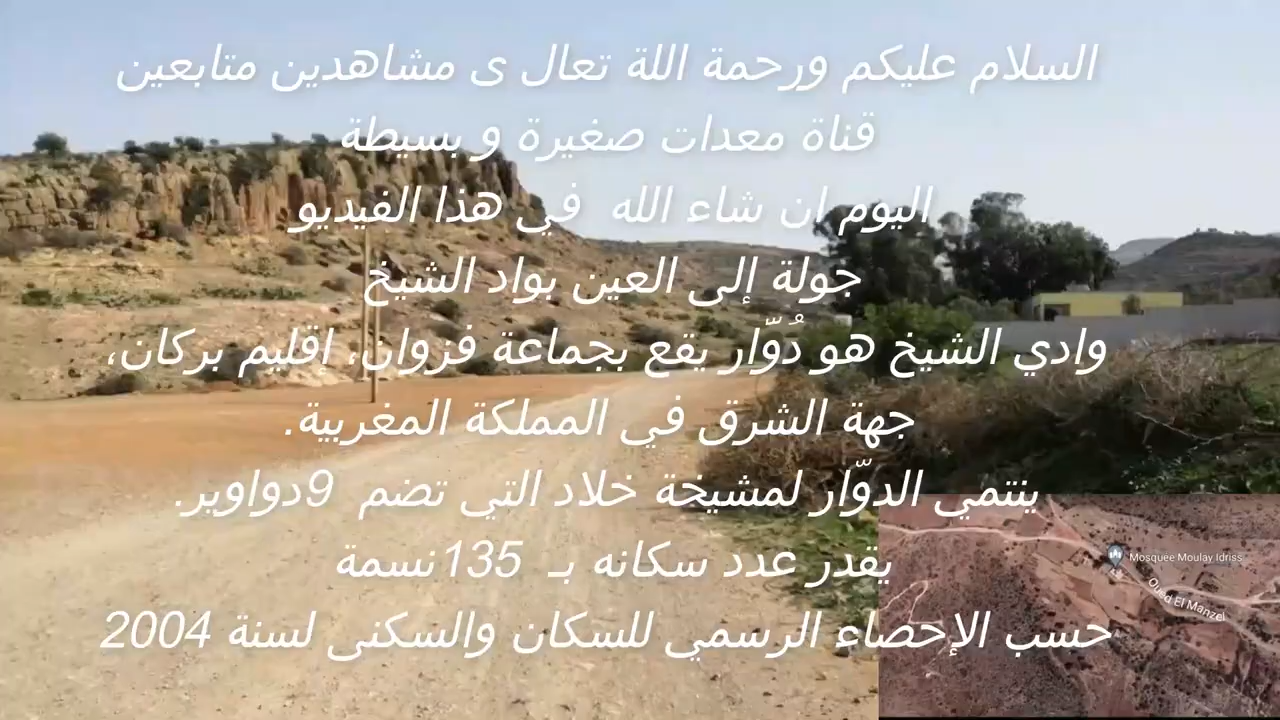 السلام عليكم ورحمة اللة تعال ى مشاهدين متابعين
قناة معدات صغيرة و بسيطة
اليوم ان شاء الله في هذا الفيديو
جولة إلى العين بواد الشيخ
وادي الشيخ هو دُوّار يقع بجماعة فزوان، إقليم بركان،
جهة الشرق في المملكة المغربية.
ينتمي الدوّار لمشيخة خلاد التي تضم 9دواوير.
يقدر عدد سكانه بـ 135نسمة
حسب الإحصاء الرسمي للسكان والسكنى لسنة 2004
Mosquée Moulay Idriss
Oued El Manzel